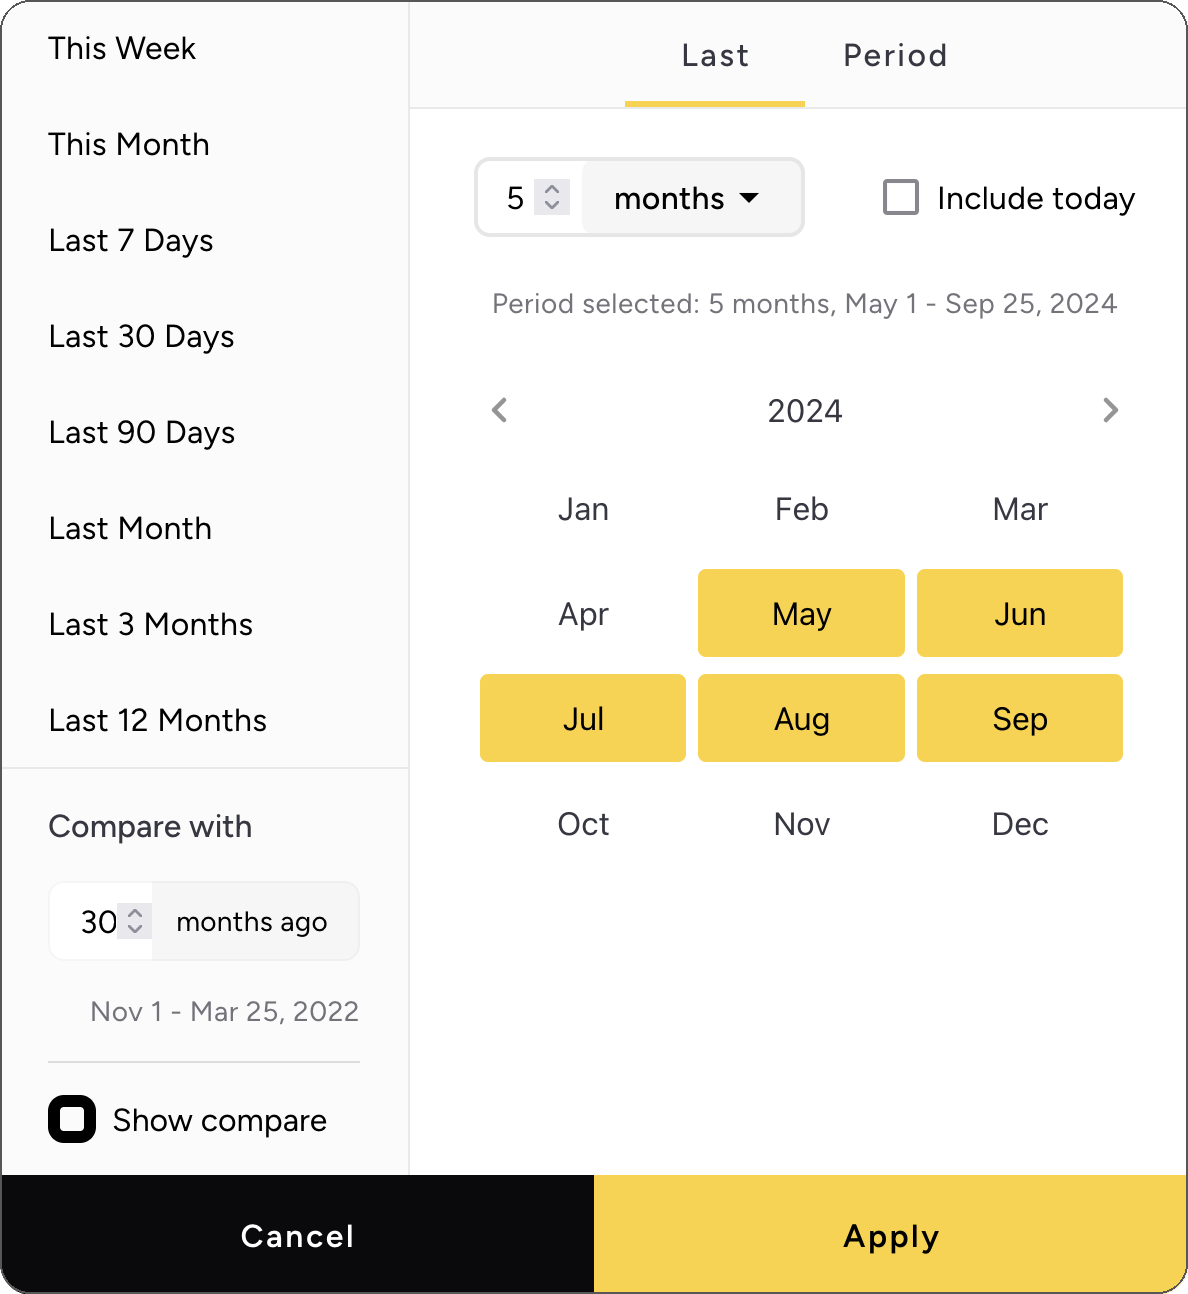 This Week
This Month
Last 7 Days
Last 30 Days
Last 90 Days
Last Month
Last 3 Months
Last 12 Months
Compare with
30 months ago
Nov 1 - Mar 25, 2022
Show compare
Last Period
5 months Include today
Period selected: 5 months, May 1 - Sep 25, 2024
2024
Jan Feb Mar
Apr May Jun
Jul Aug Sep
Oct Nov Dec
Cancel Apply